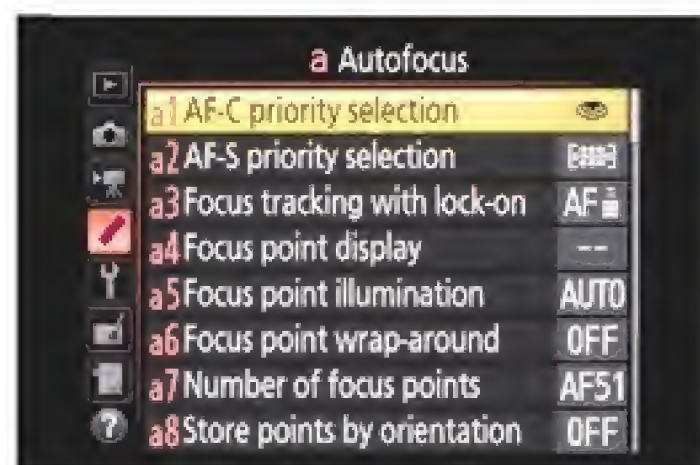 a Autofocus
a1 AF-C priority selection
a2 AF-S priority selection
a3 Focus tracking with lock-on AF
a4 Focus point display --
a5 Focus point illumination AUTO
a6 Focus point wrap-around OFF
a7 Number of focus points AF51
a8 Store points by orientation OFF
?